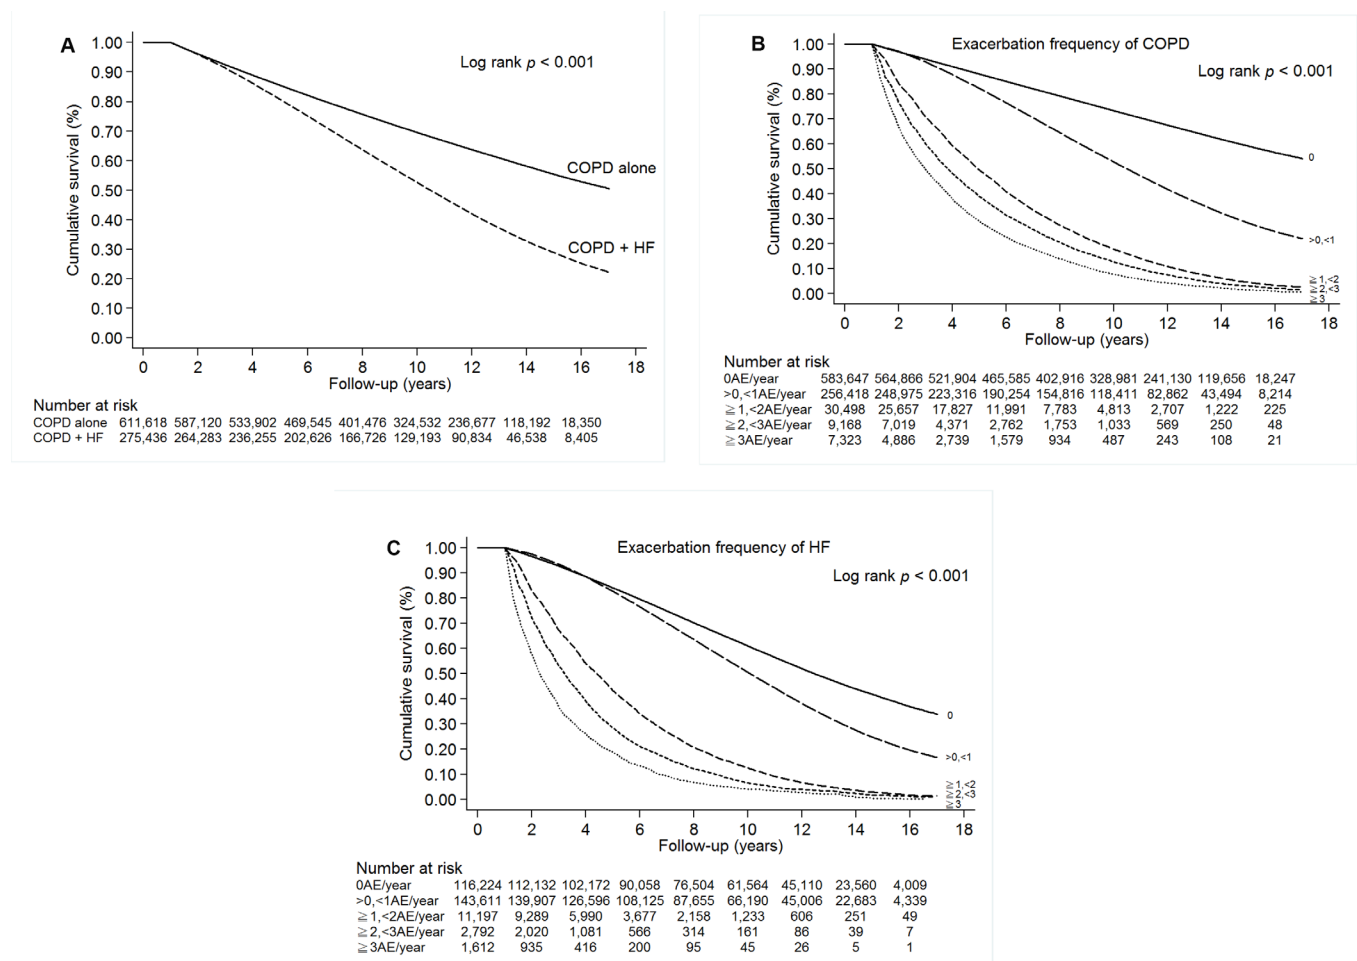 A
Log rank p < 0.001
Cumulative survival (%)
1.00
0.90
0.80
0.70
0.60
0.50
0.40
0.30
0.20
0.10
0.00
COPD alone
COPD + HF
0 2 4 6 8 10 12 14 16 18
Follow-up (years)
Number at risk
COPD alone 611,618 587,120 533,902 469,545 401,476 324,532 236,677 118,192 18,350
COPD + HF 275,436 264,283 236,255 202,626 166,726 129,193 90,834 46,538 8,405
B
Exacerbation frequency of COPD
Log rank p < 0.001
Cumulative survival (%)
1.00
0.90
0.80
0.70
0.60
0.50
0.40
0.30
0.20
0.10
0.00
0
>0,<1
≧1,<2
≧2,<3
≧3
0 2 4 6 8 10 12 14 16 18
Follow-up (years)
Number at risk
0AE/year 583,647 564,866 521,904 465,585 402,916 328,981 241,130 119,656 18,247
>0,<1AE/year 256,418 248,975 223,316 190,254 154,816 118,411 82,862 43,494 8,214
≧1,<2AE/year 30,498 25,657 17,827 11,991 7,783 4,813 2,707 1,222 225
≧2,<3AE/year 9,168 7,019 4,371 2,762 1,753 1,033 569 250 48
≧3AE/year 7,323 4,886 2,739 1,579 934 487 243 108 21
C
Exacerbation frequency of HF
Log rank p < 0.001
Cumulative survival (%)
1.00
0.90
0.80
0.70
0.60
0.50
0.40
0.30
0.20
0.10
0.00
0
>0,<1
≧1,<2
≧2,<3
≧3
0 2 4 6 8 10 12 14 16 18
Follow-up (years)
Number at risk
0AE/year 116,224 112,132 102,172 90,058 76,504 61,564 45,110 23,560 4,009
>0,<1AE/year 143,611 139,907 126,596 108,125 87,655 66,190 45,006 22,683 4,339
≧1,<2AE/year 11,197 9,289 5,990 3,677 2,158 1,233 606 251 49
≧2,<3AE/year 2,792 2,020 1,081 566 314 161 86 39 7
≧3AE/year 1,612 935 416 200 95 45 26 5 1